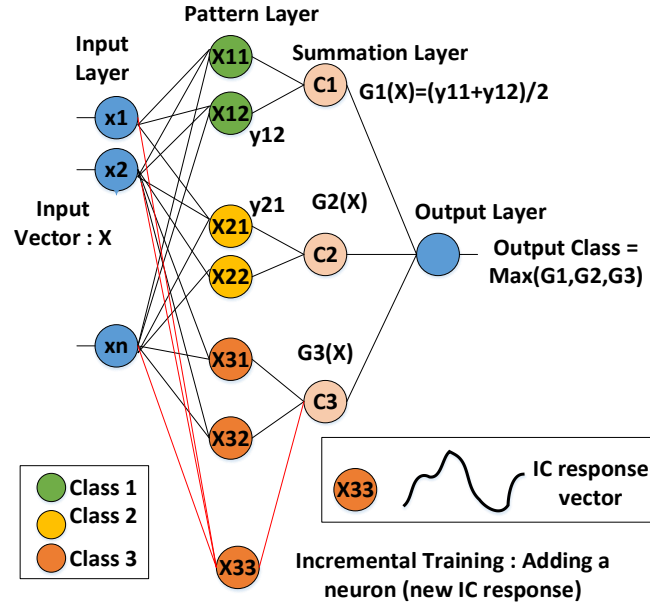 Pattern Layer
Input
Layer
Summation Layer
X11
C1
G1(X)=(y11+y12)/2
x1
X12
y12
x2
Input
Vector : X
y21
X21
G2(X)
Output Layer
C2
X22
Output Class =
Max(G1,G2,G3)
xn
X31
G3(X)
C3
X32
Class 1
Class 2
Class 3
X33
IC response
vector
X33
Incremental Training : Adding a
neuron (new IC response)